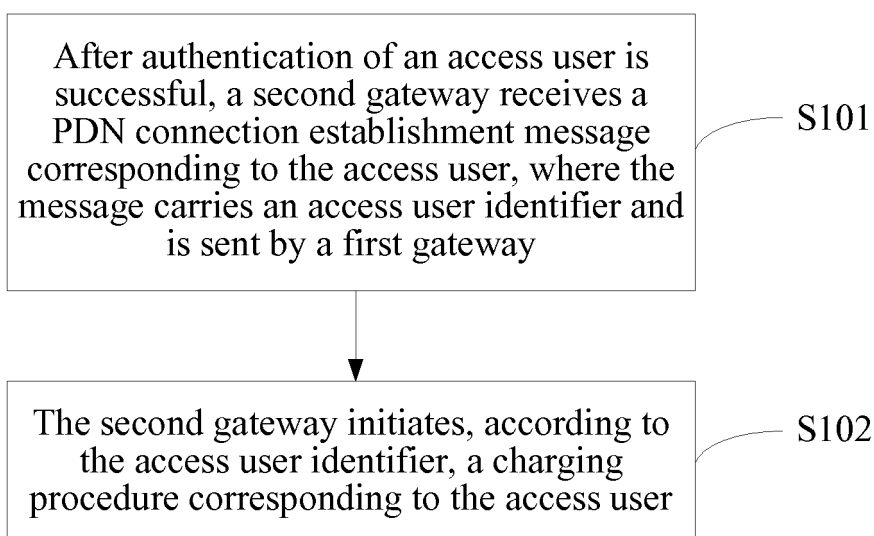 After authentication of an access user is
successful, a second gateway receives a
PDN connection establishment message
corresponding to the access user, where the
message carries an access user identifier and
is sent by a first gateway
S101
The second gateway initiates, according to
the access user identifier, a charging
procedure corresponding to the access user
S102